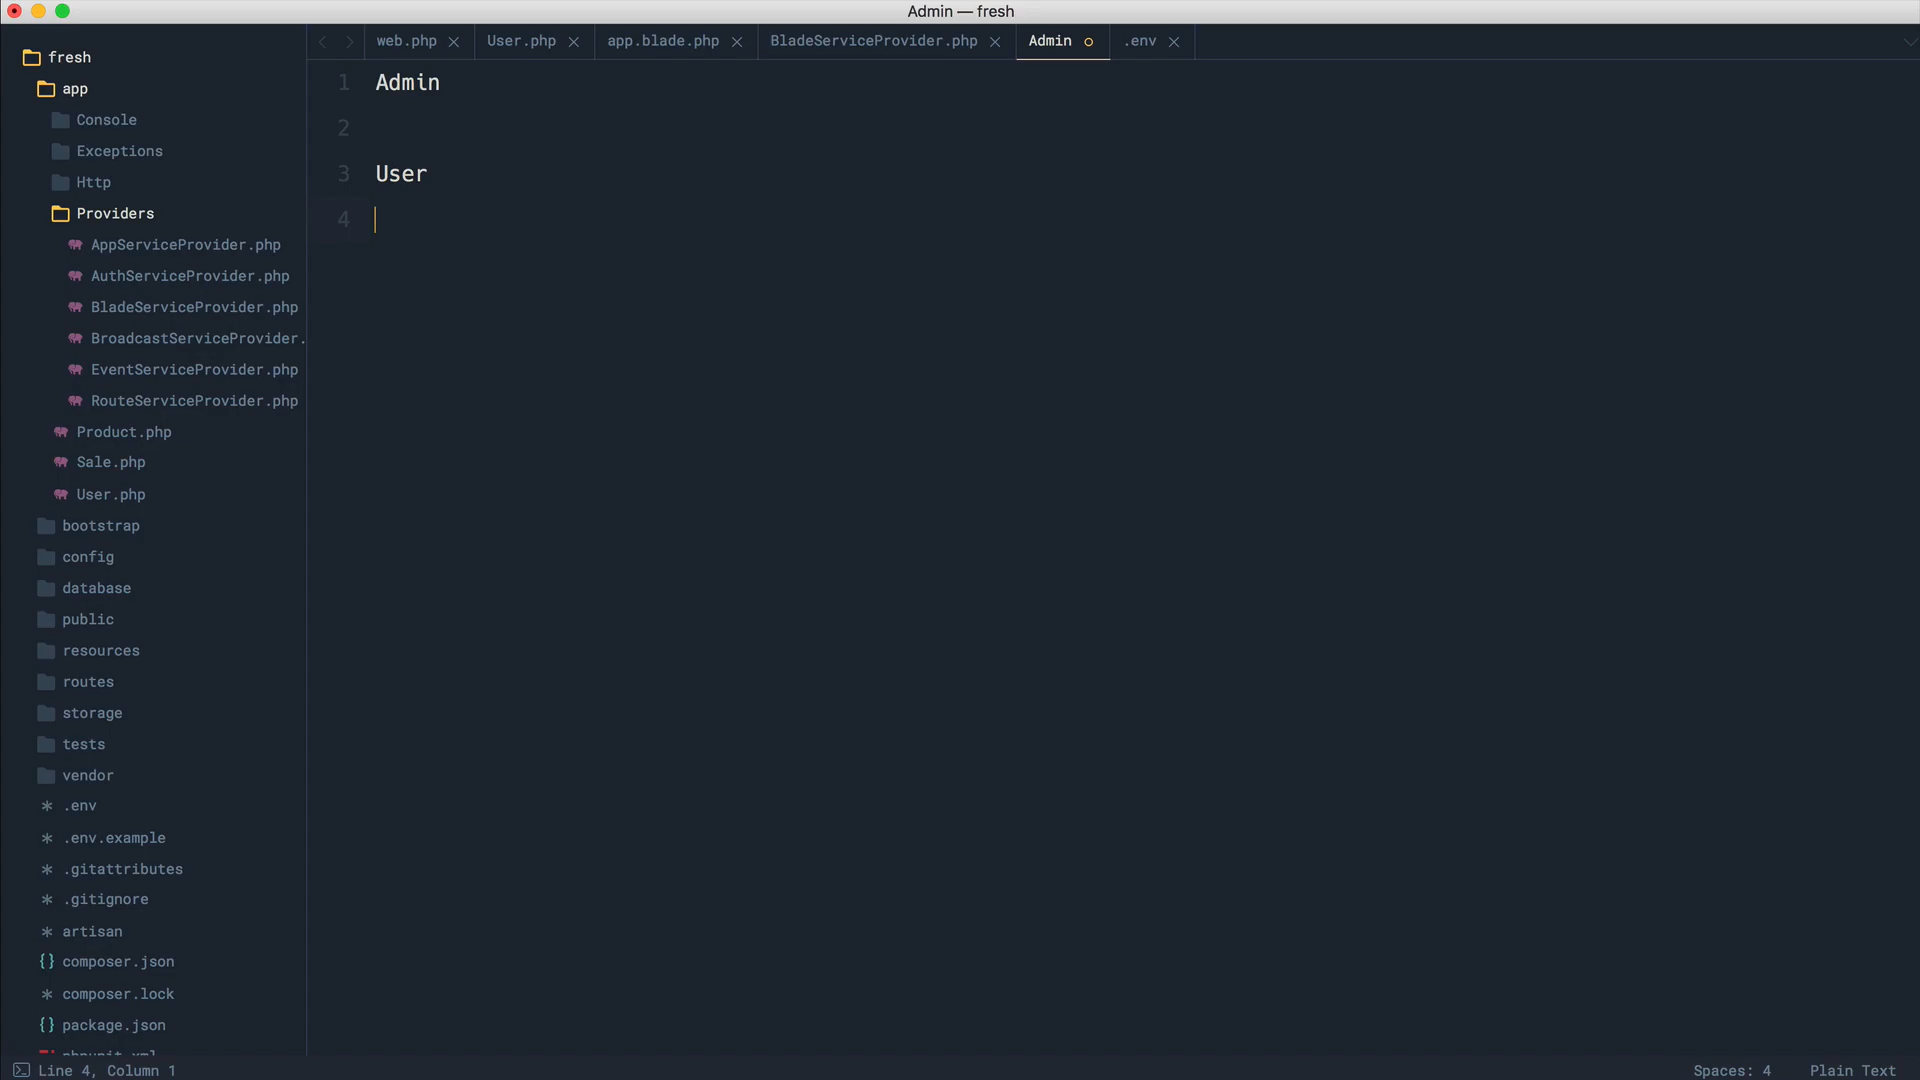 Admin — fresh
fresh
app
Console
Exceptions
Http
Providers
AppServiceProvider.php
AuthServiceProvider.php
BladeServiceProvider.php
BroadcastServiceProvider.
EventServiceProvider.php
RouteServiceProvider.php
Product.php
Sale.php
User.php
bootstrap
config
database
public
resources
routes
storage
tests
vendor
.env
.env.example
.gitattributes
.gitignore
artisan
composer.json
composer.lock
package.json
phpunit.xml
web.php User.php app.blade.php BladeServiceProvider.php Admin .env
1 Admin
2
3 User
4
Line 4, Column 1 Spaces: 4 Plain Text